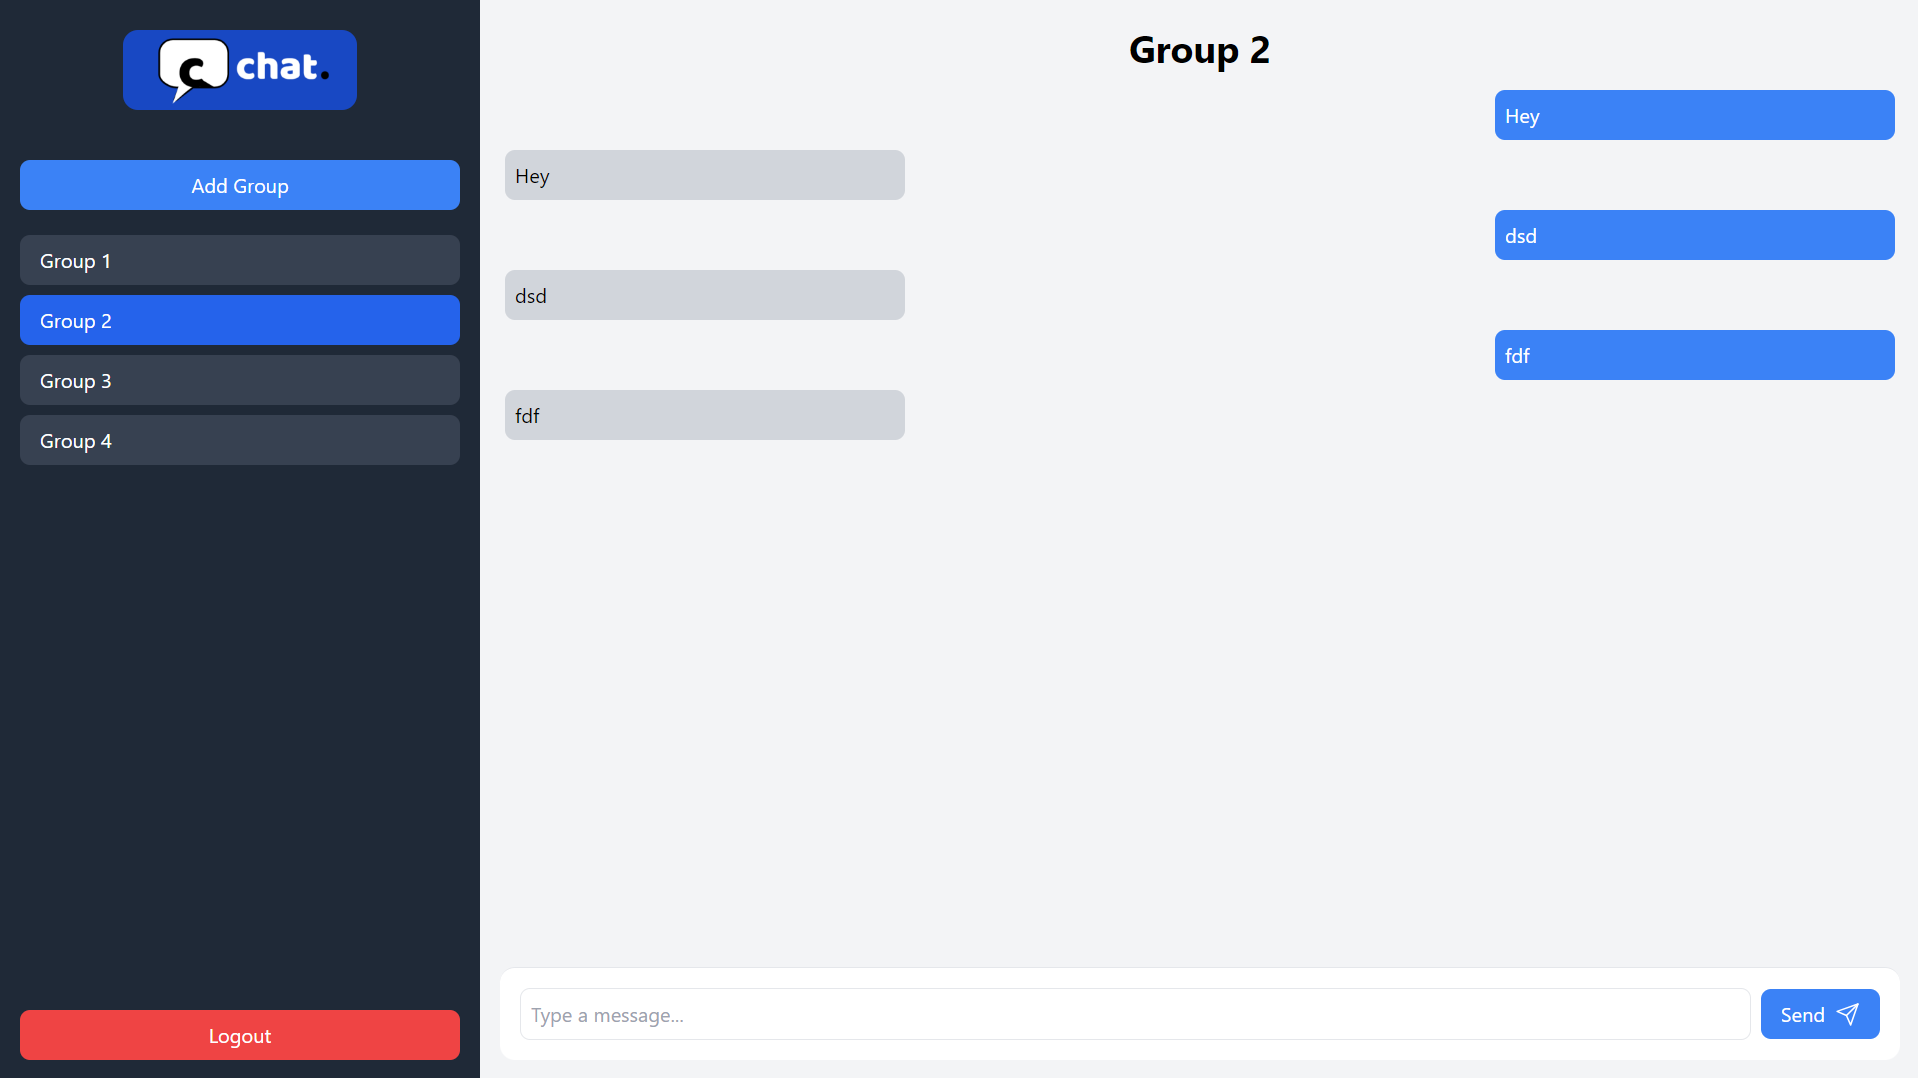 c chat.
Add Group
Group 1
Group 2
Group 3
Group 4
Logout
Group 2
Hey
Hey
dsd
dsd
fdf
fdf
Type a message...
Send